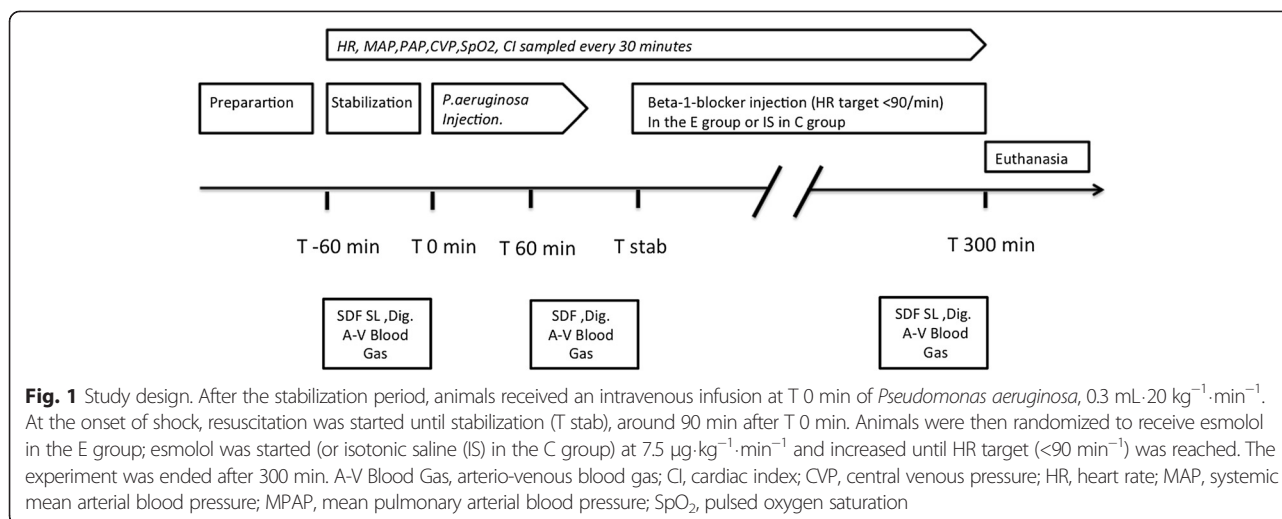 HR, MAP,PAP,CVP,SpO2, CI sampled every 30 minutes
Preparartion
Stabilization
P.aeruginosa
Injection.
Beta-1-blocker injection (HR target <90/min)
In the E group or IS in C group
Euthanasia
T -60 min
T 0 min
T 60 min
T stab
T 300 min
SDF SL ,Dig.
A-V Blood
Gas
SDF, Dig.
A-V Blood
Gas
SDF SL ,Dig.
A-V Blood
Gas
Fig. 1 Study design. After the stabilization period, animals received an intravenous infusion at T 0 min of Pseudomonas aeruginosa, 0.3 mL·20 kg⁻¹·min⁻¹.
At the onset of shock, resuscitation was started until stabilization (T stab), around 90 min after T 0 min. Animals were then randomized to receive esmolol
in the E group; esmolol was started (or isotonic saline (IS) in the C group) at 7.5 μg·kg⁻¹·min⁻¹ and increased until HR target (<90 min⁻¹) was reached. The
experiment was ended after 300 min. A-V Blood Gas, arterio-venous blood gas; CI, cardiac index; CVP, central venous pressure; HR, heart rate; MAP, systemic
mean arterial blood pressure; MPAP, mean pulmonary arterial blood pressure; SpO₂, pulsed oxygen saturation